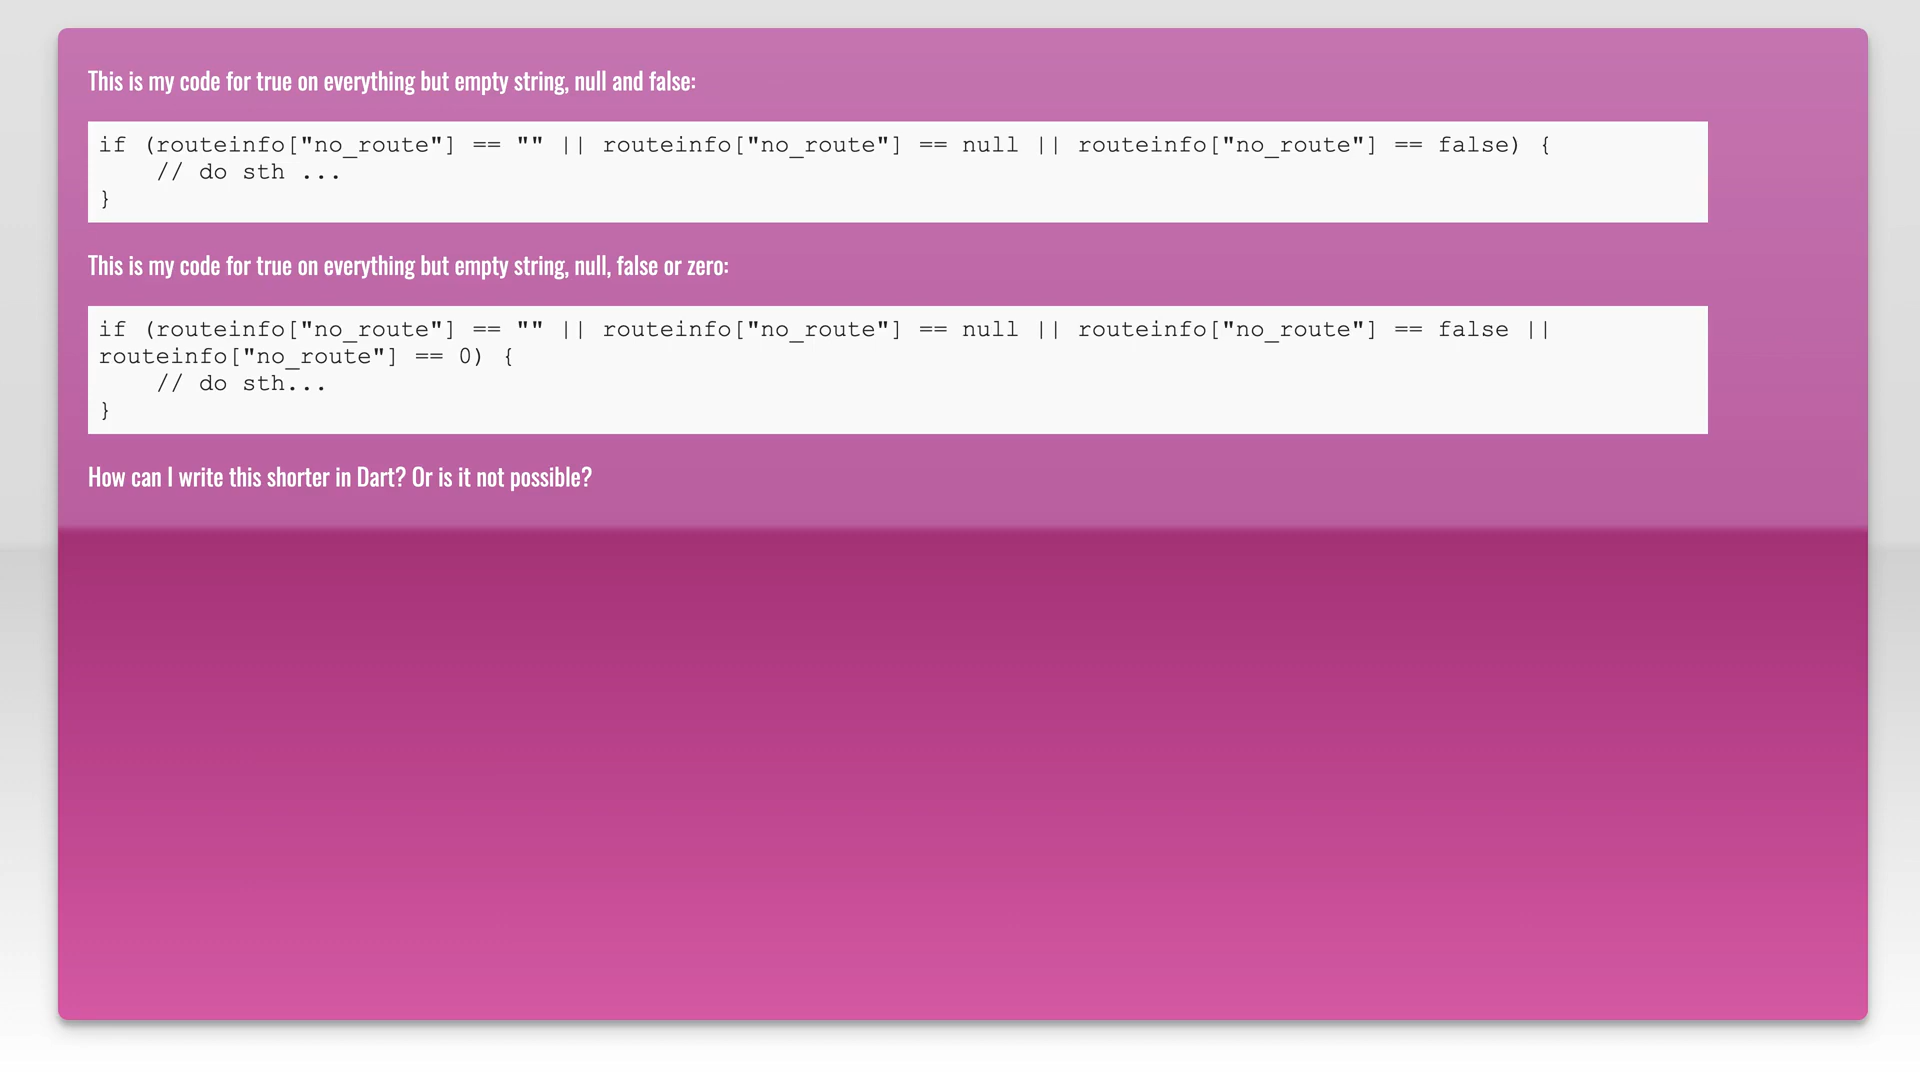 This is my code for true on everything but empty string, null and false:
if (routeinfo["no_route"] == "" || routeinfo["no_route"] == null || routeinfo["no_route"] == false) {
    // do sth ...
}
This is my code for true on everything but empty string, null, false or zero:
if (routeinfo["no_route"] == "" || routeinfo["no_route"] == null || routeinfo["no_route"] == false ||
routeinfo["no_route"] == 0) {
    // do sth...
}
How can I write this shorter in Dart? Or is it not possible?